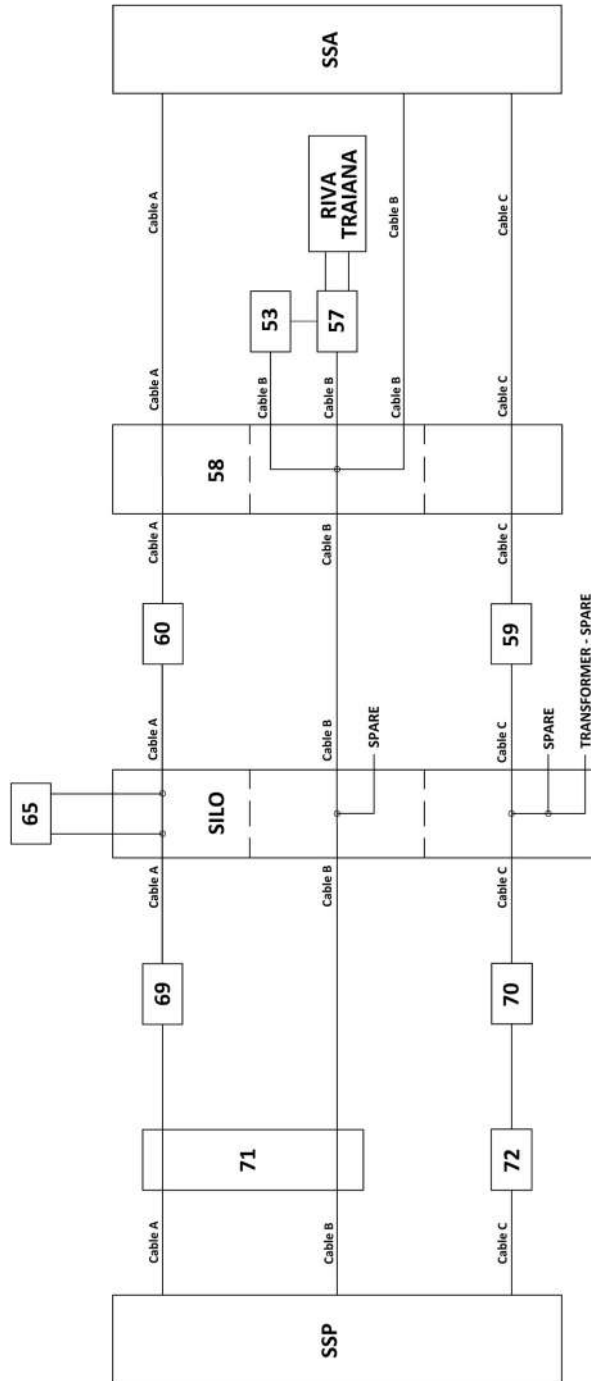 65
Cable A
Cable A
Cable A
Cable A
Cable A
Cable A
69
60
SILO
58
71
Cable B
53
SSP
Cable B
Cable B
Cable B
Cable B
Cable B
57
RIVA
TRAIANA
SSA
SPARE
Cable B
Cable B
Cable C
Cable C
Cable C
Cable C
Cable C
Cable C
72
70
59
SPARE
TRANSFORMER - SPARE